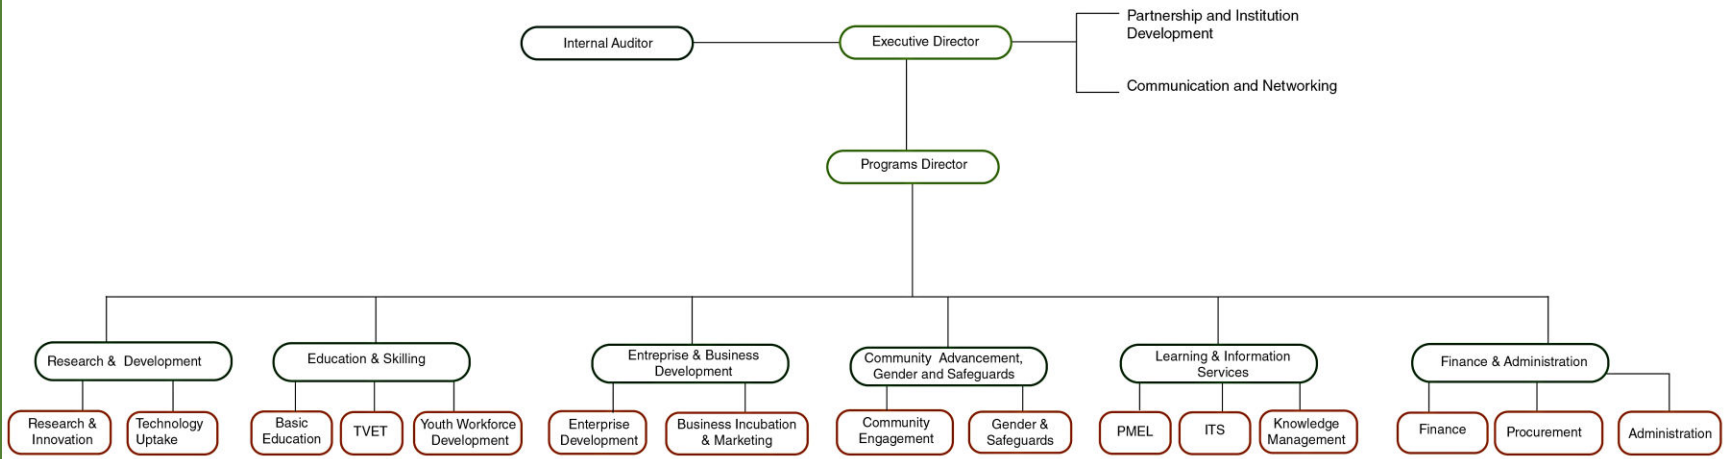 Partnership and Institution
Development
Internal Auditor
Executive Director
Communication and Networking
Programs Director
Research & Development
Education & Skilling
Entreprise & Business
Development
Community Advancement,
Gender and Safeguards
Learning & Information
Services
Finance & Administration
Research &
Innovation
Technology
Uptake
Basic
Education
TVET
Youth Workforce
Development
Enterprise
Development
Business Incubation
& Marketing
Community
Engagement
Gender &
Safeguards
PMEL
ITS
Knowledge
Management
Finance
Procurement
Administration